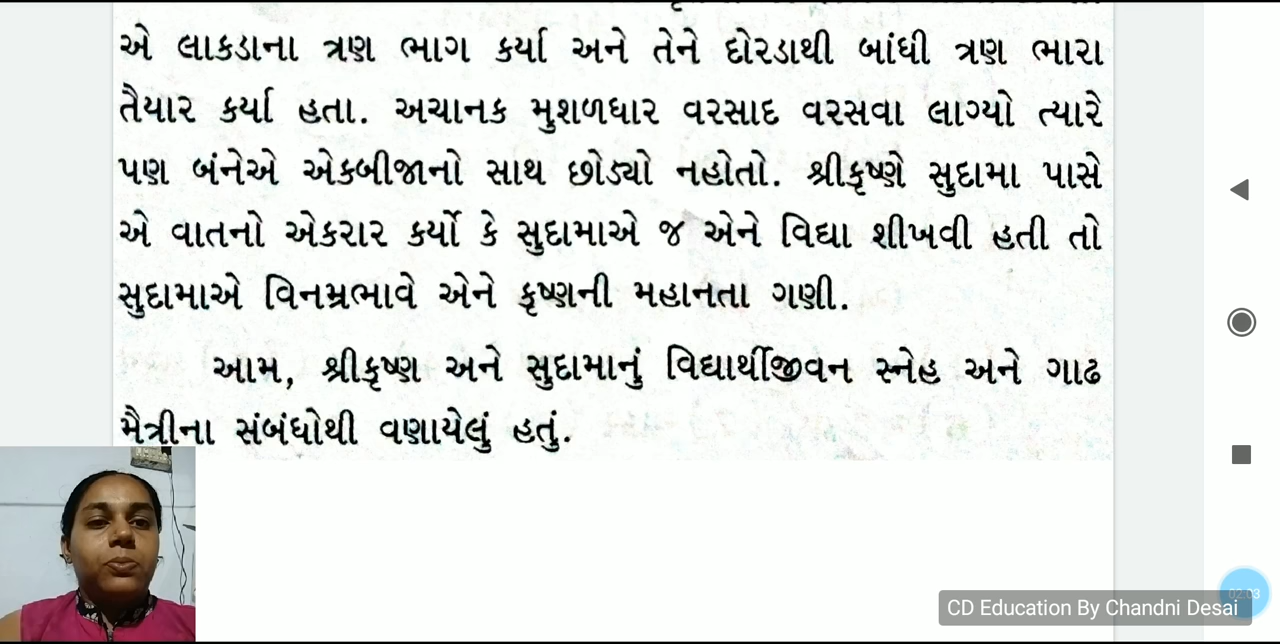 એ લાકડાના ત્રણ ભાગ કર્યા અને તેને દોરડાથી બાંધી ત્રણ ભારા
તૈયાર કર્યા હતા. અચાનક મુશળધાર વરસાદ વરસવા લાગ્યો ત્યારે
પણ બંનેએ એકબીજાનો સાથ છોડ્યો નહોતો. શ્રીકૃષ્ણે સુદામા પાસે
એ વાતનો એકરાર કર્યો કે સુદામાએ જ એને વિદ્યા શીખવી હતી તો
સુદામાએ વિનમ્રભાવે એને કૃષ્ણની મહાનતા ગણી.
આમ, શ્રીકૃષ્ણ અને સુદામાનું વિદ્યાર્થીજીવન સ્નેહ અને ગાઢ
મૈત્રીના સંબંધોથી વણાયેલું હતું.
02:03
CD Education By Chandni Desai